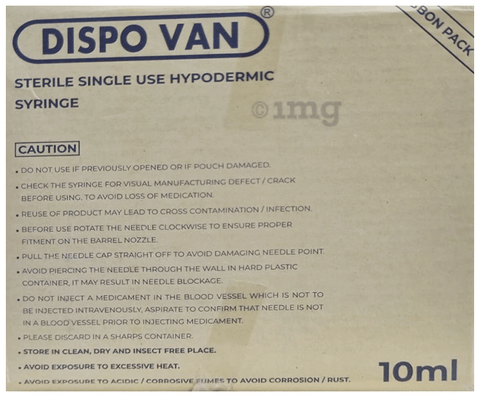 DISPO VAN®
BON PACK
STERILE SINGLE USE HYPODERMIC
SYRINGE
©1mg
CAUTION
• DO NOT USE IF PREVIOUSLY OPENED OR IF POUCH DAMAGED.
• CHECK THE SYRINGE FOR VISUAL MANUFACTURING DEFECT / CRACK
BEFORE USING. TO AVOID LOSS OF MEDICATION.
• REUSE OF PRODUCT MAY LEAD TO CROSS CONTAMINATION / INFECTION.
• BEFORE USE ROTATE THE NEEDLE CLOCKWISE TO ENSURE PROPER
FITMENT ON THE BARREL NOZZLE.
• PULL THE NEEDLE CAP STRAIGHT OFF TO AVOID DAMAGING NEEDLE POINT.
• AVOID PIERCING THE NEEDLE THROUGH THE WALL IN HARD PLASTIC
CONTAINER, IT MAY RESULT IN NEEDLE BLOCKAGE.
• DO NOT INJECT A MEDICAMENT IN THE BLOOD VESSEL WHICH IS NOT TO
BE INJECTED INTRAVENOUSLY, ASPIRATE TO CONFIRM THAT NEEDLE IS NOT
IN A BLOOD VESSEL PRIOR TO INJECTING MEDICAMENT.
• PLEASE DISCARD IN A SHARPS CONTAINER.
• STORE IN CLEAN, DRY AND INSECT FREE PLACE.
• AVOID EXPOSURE TO EXCESSIVE HEAT.
• AVOID EXPOSURE TO ACIDIC / CORROSIVE FUMES TO AVOID CORROSION / RUST.
10ml